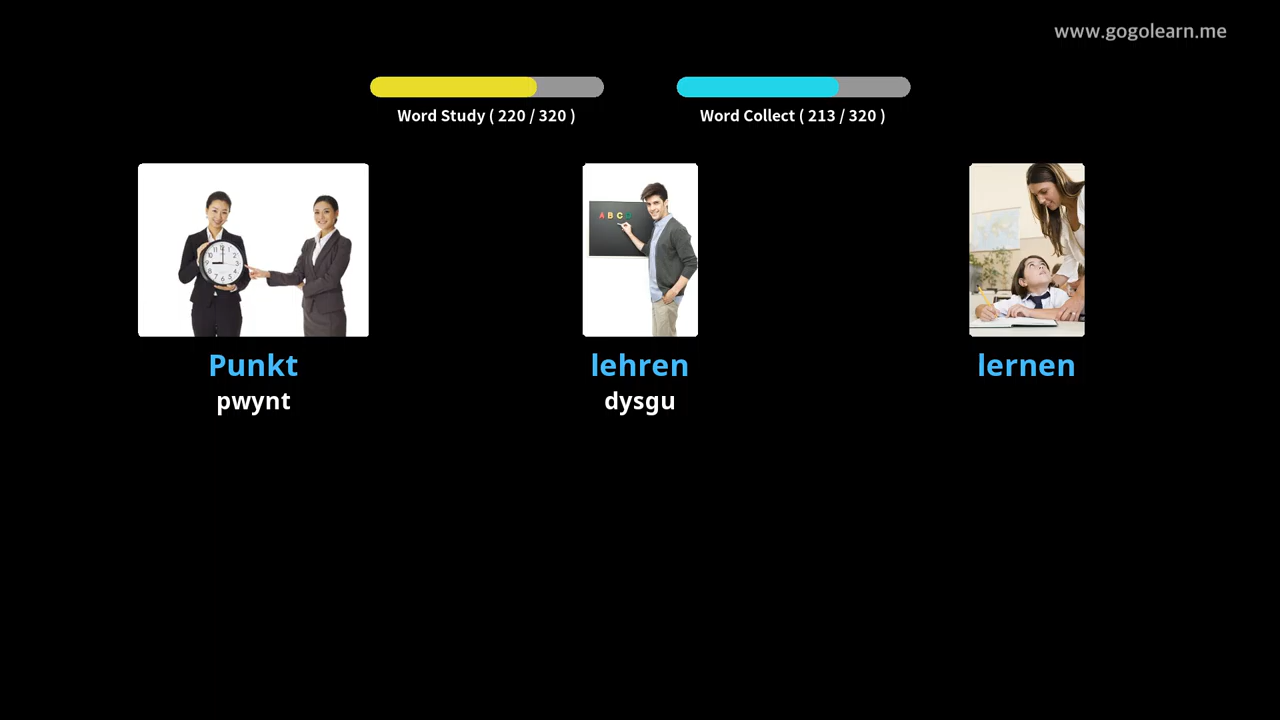 www.gogolearn.me
Word Study ( 220 / 320 )
Word Collect ( 213 / 320 )
A B C
Punkt
lehren
lernen
pwynt
dysgu